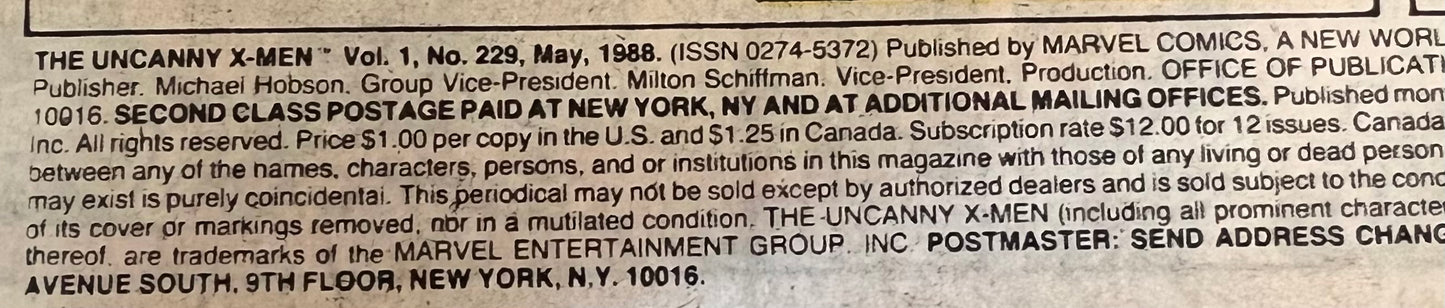 THE UNCANNY X-MEN™ Vol. 1, No. 229, May, 1988. (ISSN 0274-5372) Published by MARVEL COMICS, A NEW WORL
Publisher. Michael Hobson. Group Vice-President. Milton Schiffman. Vice-President, Production. OFFICE OF PUBLICATI
10016. SECOND CLASS POSTAGE PAID AT NEW YORK, NY AND AT ADDITIONAL MAILING OFFICES. Published mon
Inc. All rights reserved. Price $1.00 per copy in the U.S. and $1.25 in Canada. Subscription rate $12.00 for 12 issues. Canada
between any of the names, characters, persons, and or institutions in this magazine with those of any living or dead person
may exist is purely coincidental. This periodical may not be sold except by authorized dealers and is sold subject to the cond
of its cover or markings removed, nor in a mutilated condition. THE UNCANNY X-MEN (including all prominent character
thereof, are trademarks of the MARVEL ENTERTAINMENT GROUP, INC. POSTMASTER: SEND ADDRESS CHANG
AVENUE SOUTH, 9TH FLOOR, NEW YORK, N.Y. 10016.